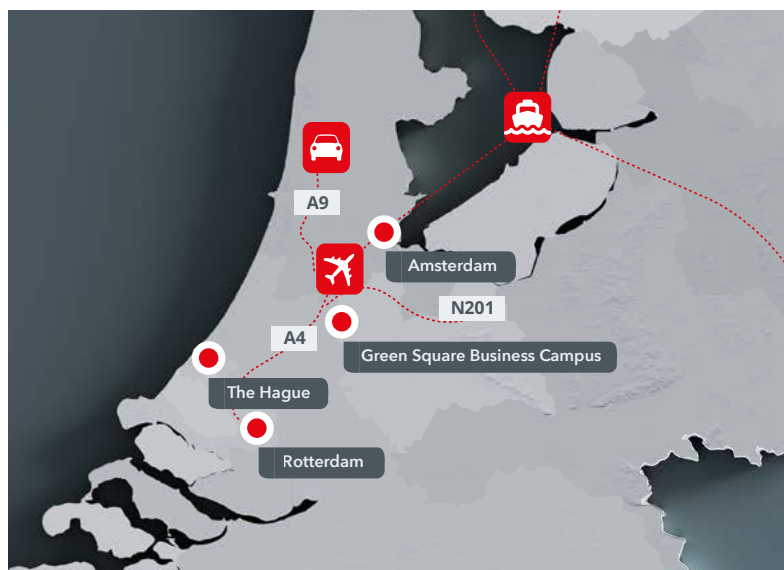 A9
Amsterdam
N201
A4
Green Square Business Campus
The Hague
Rotterdam